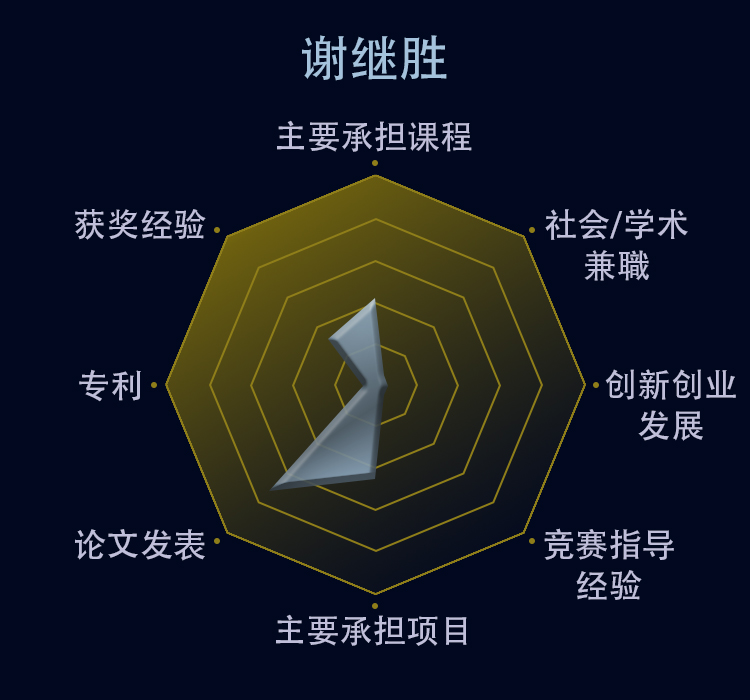 谢继胜
主要承担课程
获奖经验
社会/学术
兼職
专利
创新创业
发展
论文发表
竞赛指导
经验
主要承担项目